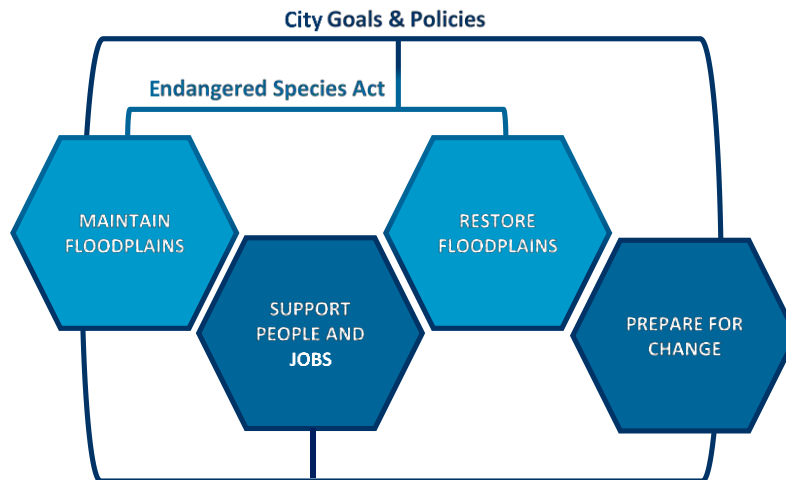 City Goals & Policies
Endangered Species Act
MAINTAIN
FLOODPLAINS
RESTORE
FLOODPLAINS
SUPPORT
PEOPLE AND
JOBS
PREPARE FOR
CHANGE